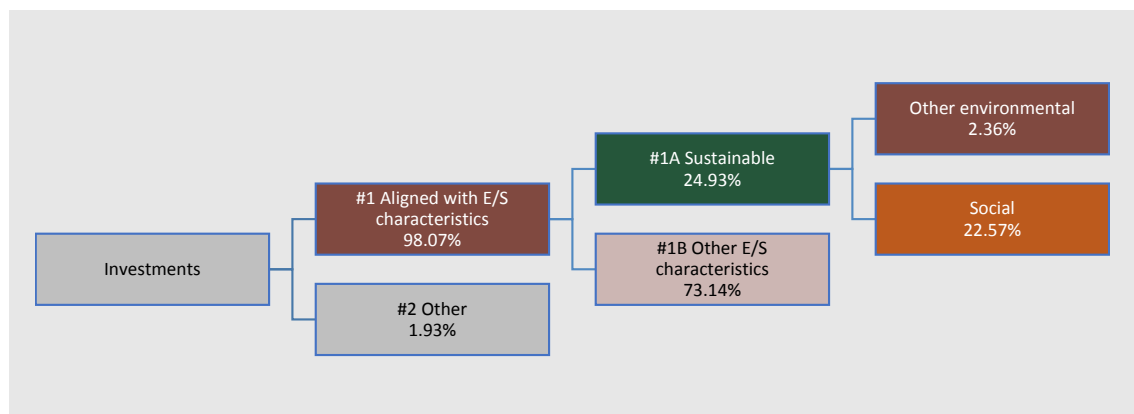 Investments
#1 Aligned with E/S
characteristics
98.07%
#2 Other
1.93%
#1A Sustainable
24.93%
#1B Other E/S
characteristics
73.14%
Other environmental
2.36%
Social
22.57%